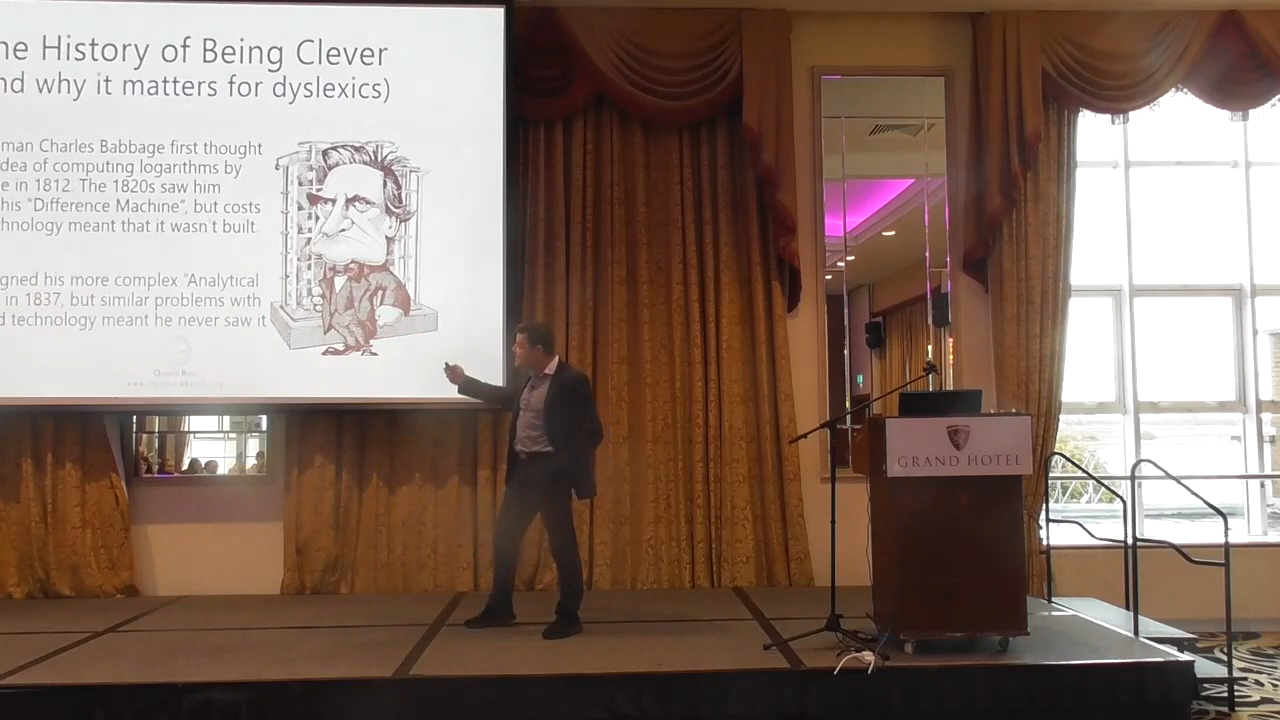 he History of Being Clever
nd why it matters for dyslexics)
man Charles Babbage first thought
idea of computing logarithms by
e in 1812. The 1820s saw him
his "Difference Machine", but costs
hnology meant that it wasn't built
gned his more complex "Analytical
in 1837, but similar problems with
d technology meant he never saw it
GRAND HOTEL